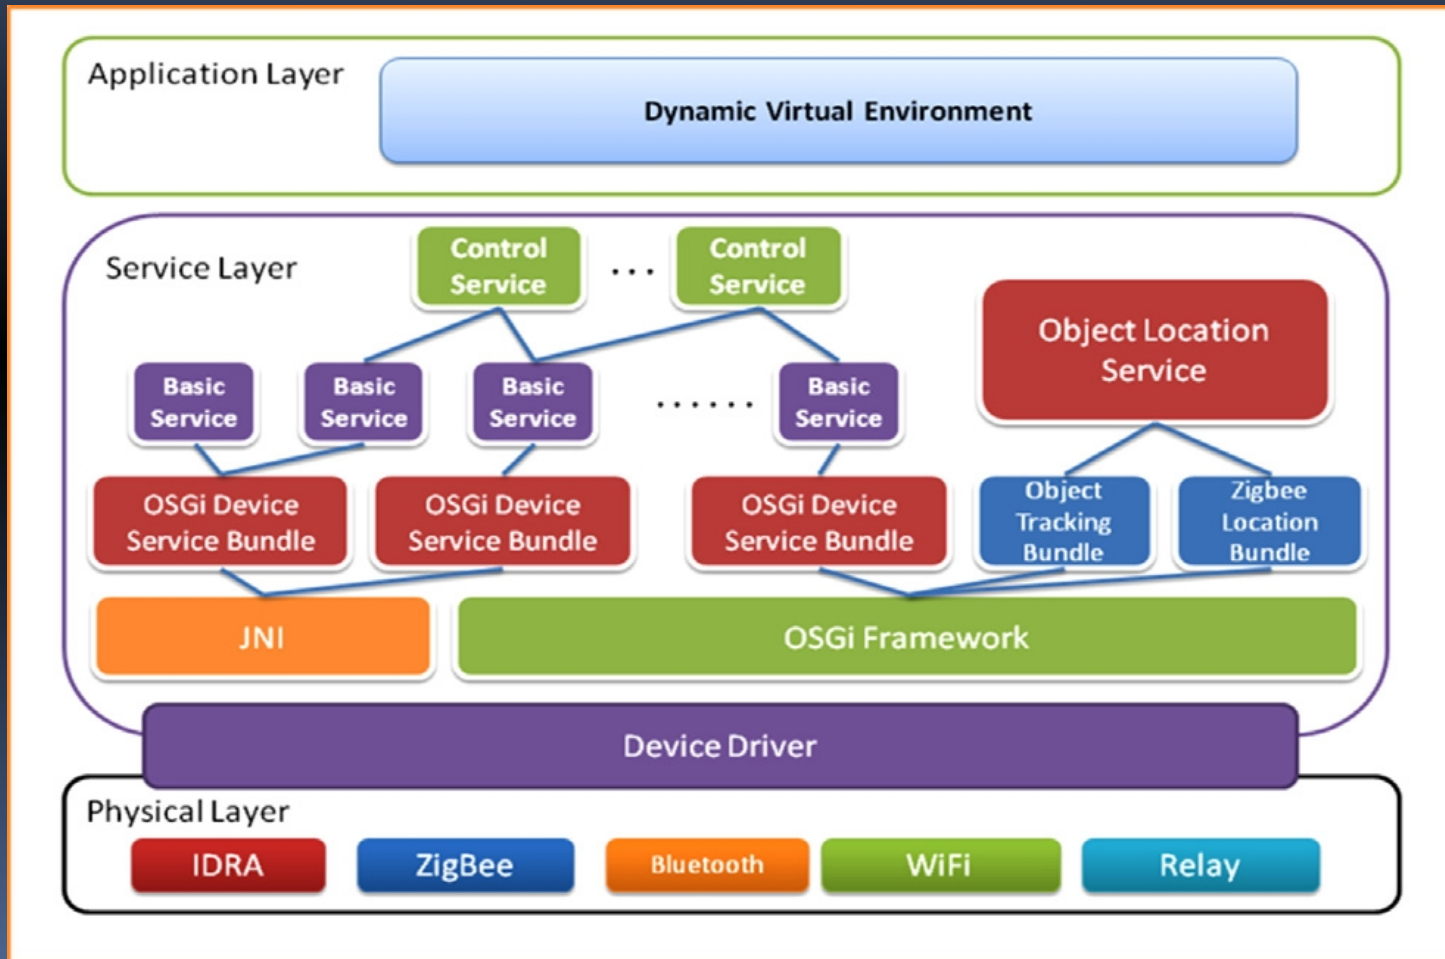 Application Layer
Dynamic Virtual Environment
Service Layer
Control
Service
...
Control
Service
Object Location
Service
Basic
Service
Basic
Service
Basic
Service
......
Basic
Service
OSGi Device
Service Bundle
OSGi Device
Service Bundle
OSGi Device
Service Bundle
Object
Tracking
Bundle
Zigbee
Location
Bundle
JNI
OSGi Framework
Device Driver
Physical Layer
IDRA
ZigBee
Bluetooth
WiFi
Relay